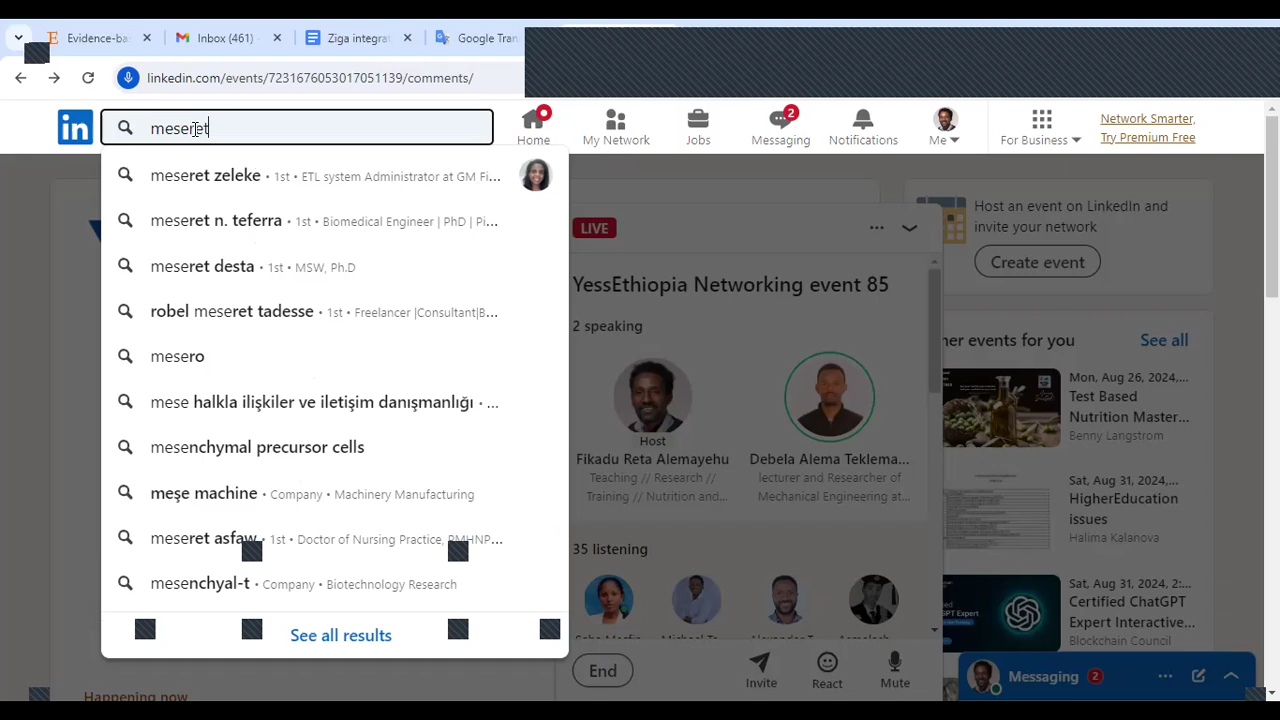 Evidence-ba
Inbox (461)
Ziga integrat
Google Tran
linkedin.com/events/7231676053017051139/comments/
in
meseret
Home
My Network
2
Messaging
Jobs
Notifications
Me
For Business
Network Smarter,
Try Premium Free
meseret zeleke • 1st • ETL system Administrator at GM Fi...
meseret n. teferra • 1st • Biomedical Engineer | PhD | Pi...
meseret desta • 1st • MSW, Ph.D
robel meseret tadesse • 1st • Freelancer |Consultant|B...
mesero
mese halkla ilişkiler ve iletişim danışmanlığı • ...
mesenchymal precursor cells
meşe machine • Company • Machinery Manufacturing
meseret asfaw • 1st • Doctor of Nursing Practice, PMHNP...
mesenchyal-t • Company • Biotechnology Research
See all results
LIVE
YessEthiopia Networking event 85
2 speaking
Host
Fikadu Reta Alemayehu
Teaching // Research //
Training // Nutrition and...
Debela Alema Teklema...
lecturer and Researcher of
Mechanical Engineering at...
35 listening
End
Invite
React
Mute
Host an event on LinkedIn and
invite your network
Create event
her events for you
See all
Mon, Aug 26, 2024,...
Test Based
Nutrition Master...
Benny Langstrom
Sat, Aug 31, 2024,...
HigherEducation
issues
Halima Kalanova
Sat, Aug 31, 2024, 2:...
Certified ChatGPT
Expert Interactive...
Blockchain Council
Messaging 2
Happening now